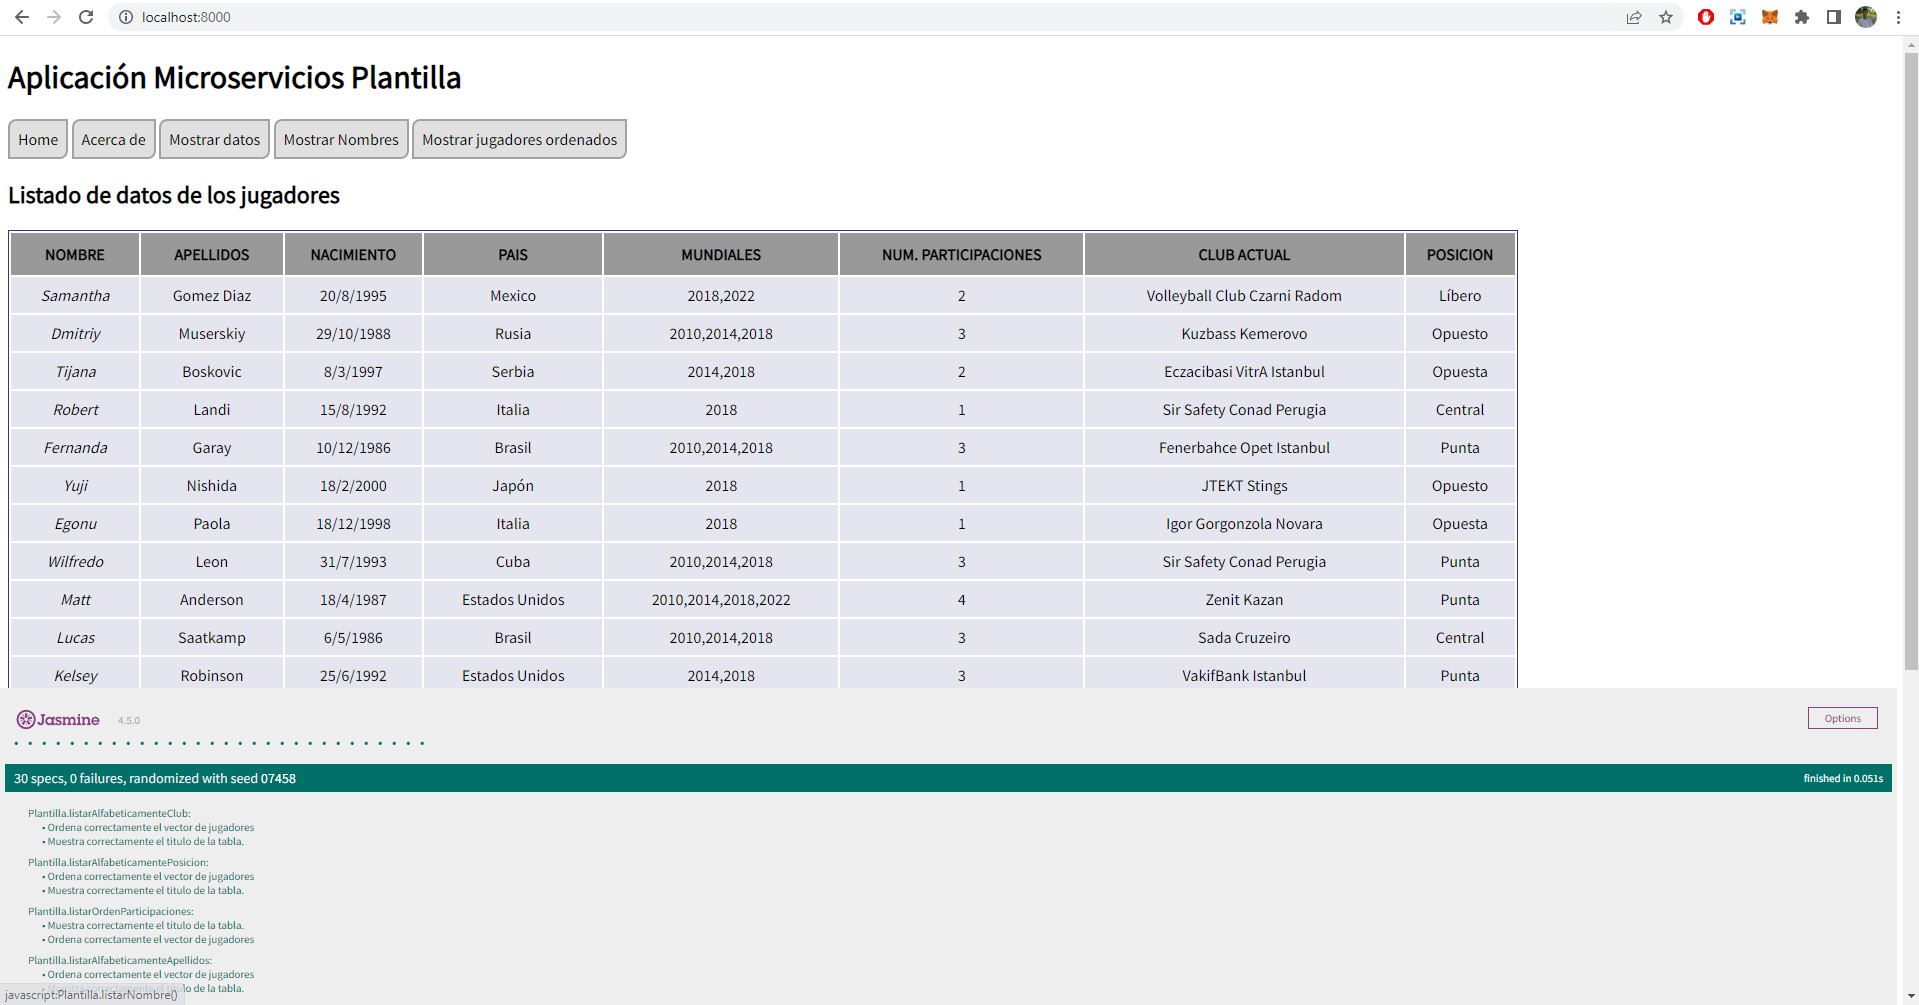 localhost:8000
Aplicación Microservicios Plantilla
Home Acerca de Mostrar datos Mostrar Nombres Mostrar jugadores ordenados
Listado de datos de los jugadores
NOMBRE APELLIDOS NACIMIENTO PAIS MUNDIALES NUM. PARTICIPACIONES CLUB ACTUAL POSICION
Samantha Gomez Diaz 20/8/1995 Mexico 2018,2022 2 Volleyball Club Czarni Radom Líbero
Dmitriy Muserskiy 29/10/1988 Rusia 2010,2014,2018 3 Kuzbass Kemerovo Opuesto
Tijana Boskovic 8/3/1997 Serbia 2014,2018 2 Eczacibasi VitrA Istanbul Opuesta
Robert Landi 15/8/1992 Italia 2018 1 Sir Safety Conad Perugia Central
Fernanda Garay 10/12/1986 Brasil 2010,2014,2018 3 Fenerbahce Opet Istanbul Punta
Yuji Nishida 18/2/2000 Japón 2018 1 JTEKT Stings Opuesto
Egonu Paola 18/12/1998 Italia 2018 1 Igor Gorgonzola Novara Opuesta
Wilfredo Leon 31/7/1993 Cuba 2010,2014,2018 3 Sir Safety Conad Perugia Punta
Matt Anderson 18/4/1987 Estados Unidos 2010,2014,2018,2022 4 Zenit Kazan Punta
Lucas Saatkamp 6/5/1986 Brasil 2010,2014,2018 3 Sada Cruzeiro Central
Kelsey Robinson 25/6/1992 Estados Unidos 2014,2018 3 VakifBank Istanbul Punta
Jasmine 4.5.0 Options
30 specs, 0 failures, randomized with seed 07458 finished in 0.051s
Plantilla.listarAlfabeticamenteClub:
• Ordena correctamente el vector de jugadores
• Muestra correctamente el titulo de la tabla.
Plantilla.listarAlfabeticamentePosicion:
• Ordena correctamente el vector de jugadores
• Muestra correctamente el titulo de la tabla.
Plantilla.listarOrdenParticipaciones:
• Muestra correctamente el titulo de la tabla.
• Ordena correctamente el vector de jugadores
Plantilla.listarAlfabeticamenteApellidos:
• Ordena correctamente el vector de jugadores
• Muestra correctamente el titulo de la tabla.
javascript:Plantilla.listarNombre()